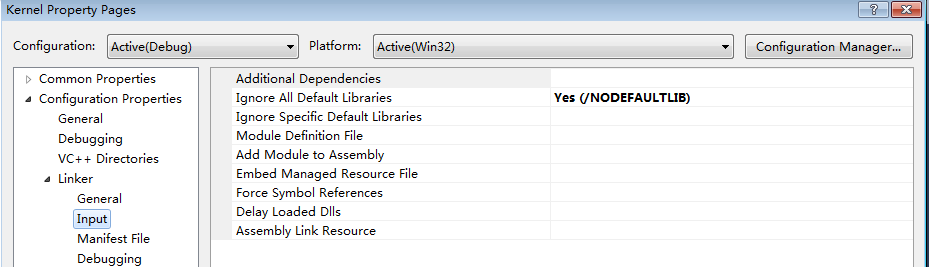 Kernel Property Pages
Configuration: Active(Debug) Platform: Active(Win32) Configuration Manager...
Common Properties
Configuration Properties
General
Debugging
VC++ Directories
Linker
General
Input
Manifest File
Debugging
Additional Dependencies
Ignore All Default Libraries Yes (/NODEFAULTLIB)
Ignore Specific Default Libraries
Module Definition File
Add Module to Assembly
Embed Managed Resource File
Force Symbol References
Delay Loaded Dlls
Assembly Link Resource